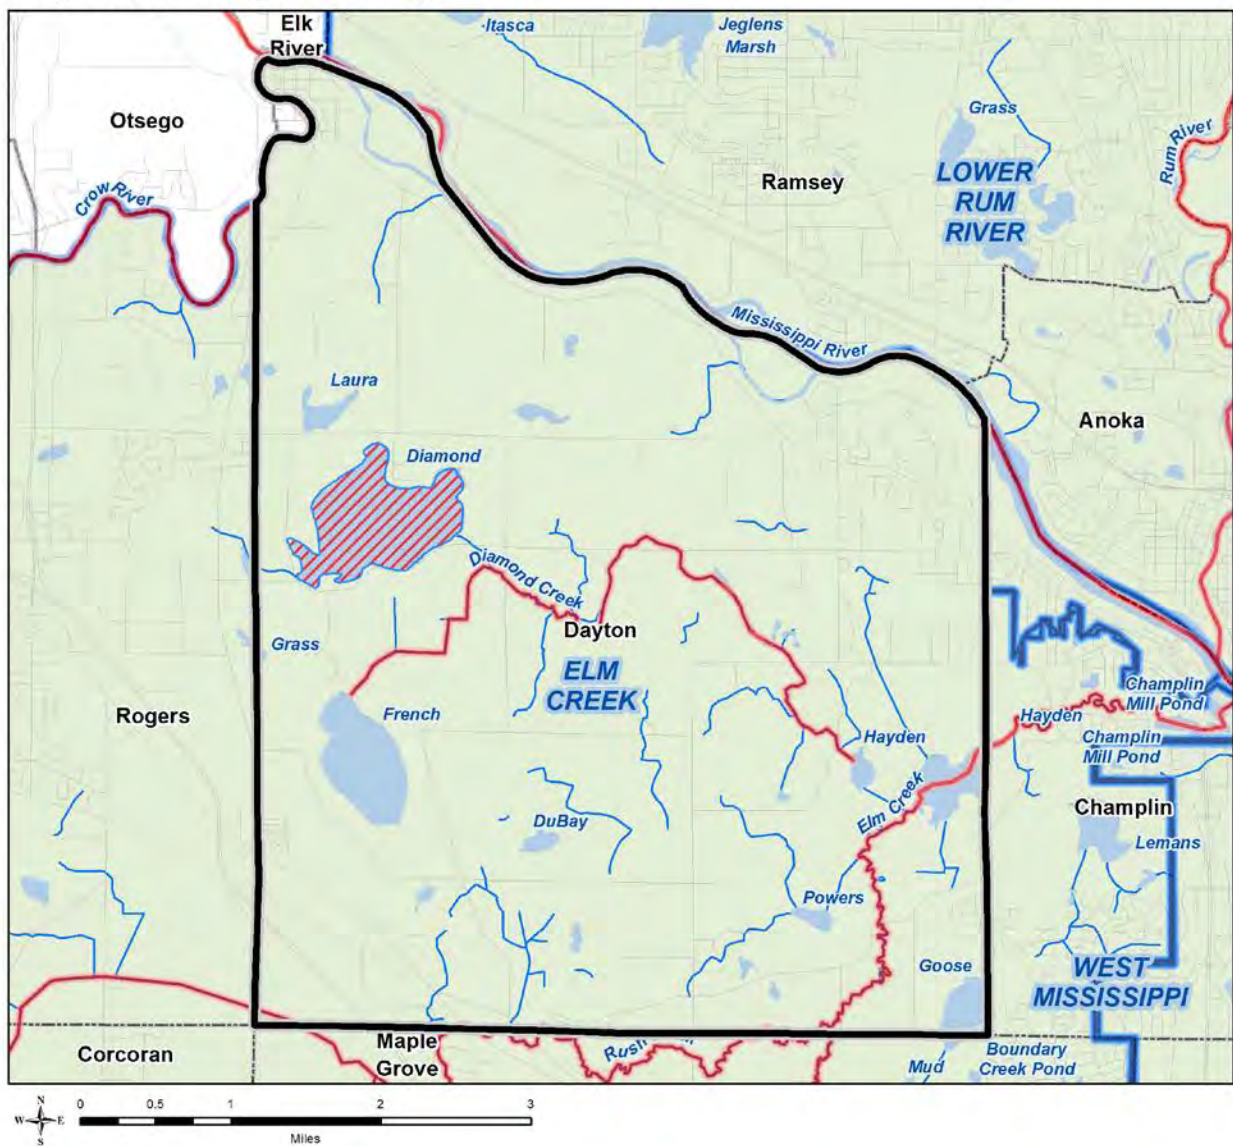 Elk
River
Itasca
Jeglens
Marsh
Otsego
Grass
Rum River
Ramsey
LOWER
RUM
RIVER
Crow River
Mississippi River
Laura
Anoka
Diamond
Diamond Creek
Dayton
Grass
ELM
CREEK
Rogers
French
Champlin
Mill Pond
Hayden
Hayden
Champlin
Mill Pond
Elm Creek
Champlin
DuBay
Lemans
Powers
Goose
WEST
MISSISSIPPI
Corcoran
Maple
Grove
Rush
Mud
Boundary
Creek Pond
N
W E
S
0 0.5 1 2 3
Miles